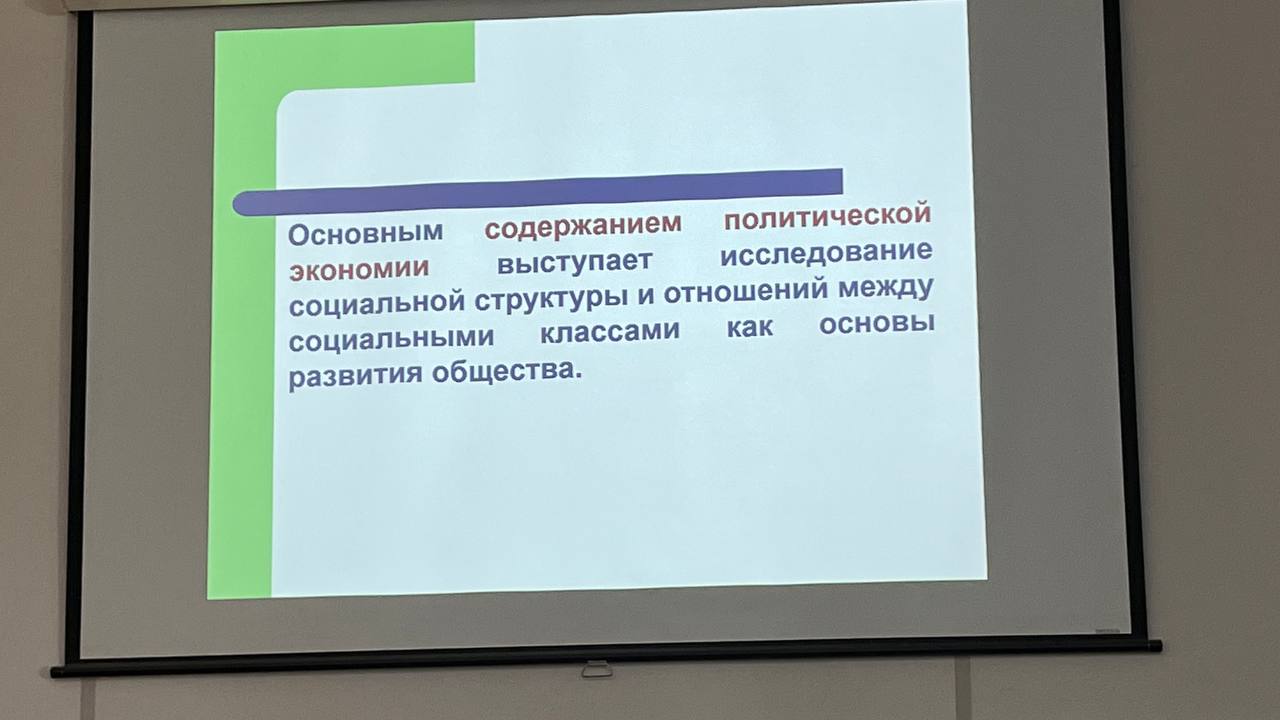 Основным содержанием политической
экономии выступает исследование
социальной структуры и отношений между
социальными классами как основы
развития общества.